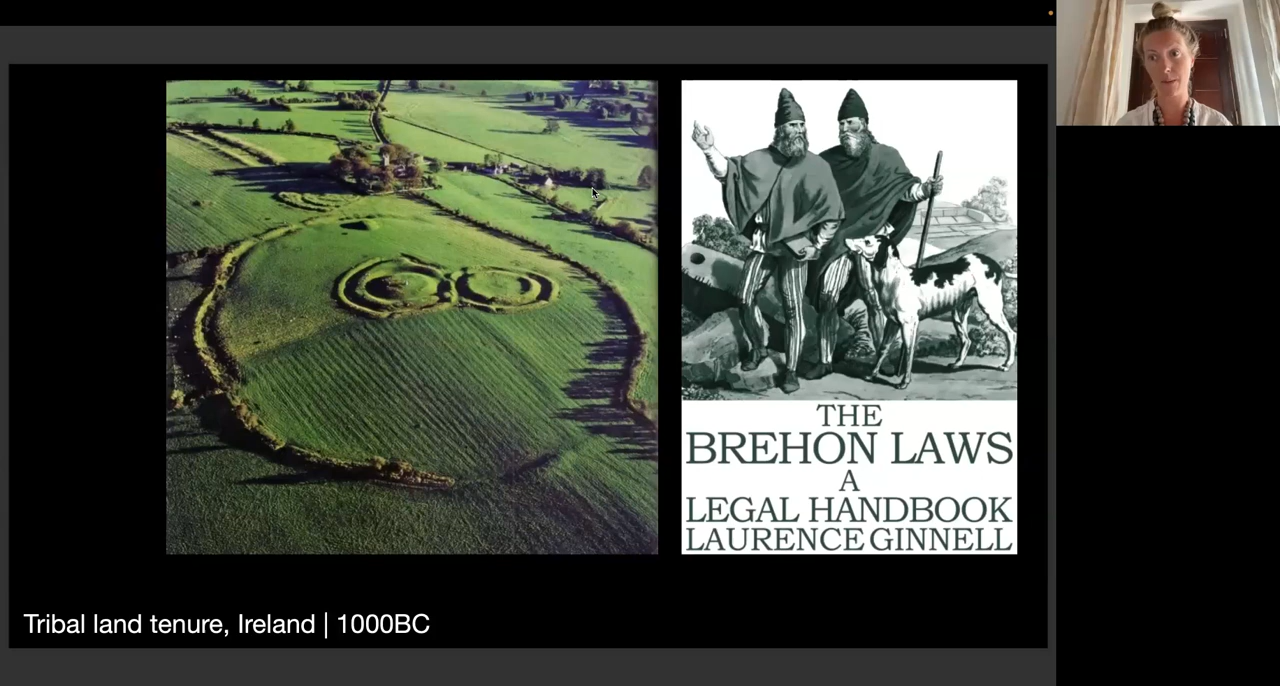 THE
BREHON LAWS
A
LEGAL HANDBOOK
LAURENCE GINNELL
Tribal land tenure, Ireland | 1000BC